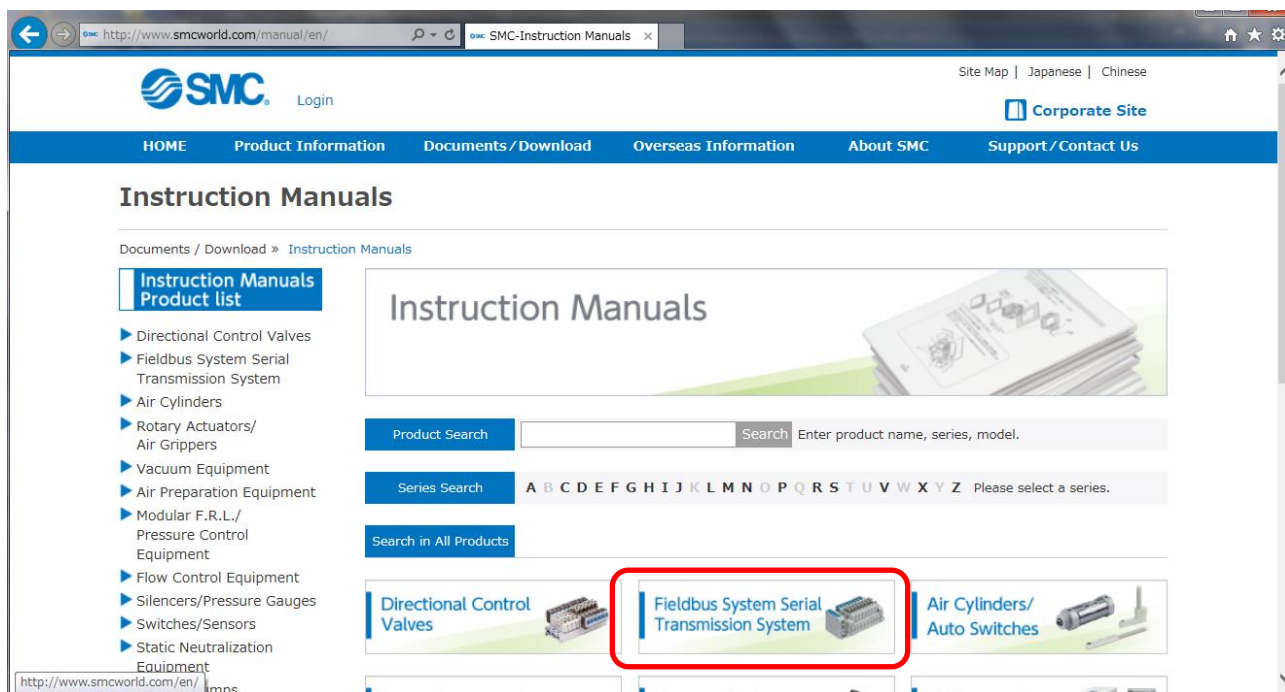 http://www.smcworld.com/manual/en/
SMC-Instruction Manuals
Site Map | Japanese | Chinese
SMC.
Login
Corporate Site
HOME Product Information Documents/Download Overseas Information About SMC Support/Contact Us
Instruction Manuals
Documents / Download » Instruction Manuals
Instruction Manuals
Product list
Directional Control Valves
Fieldbus System Serial
Transmission System
Air Cylinders
Rotary Actuators/
Air Grippers
Vacuum Equipment
Air Preparation Equipment
Modular F.R.L./
Pressure Control
Equipment
Flow Control Equipment
Silencers/Pressure Gauges
Switches/Sensors
Static Neutralization
Equipment
Instruction Manuals
Product Search Search Enter product name, series, model.
Series Search A B C D E F G H I J K L M N O P Q R S T U V W X Y Z Please select a series.
Search in All Products
Directional Control
Valves
Fieldbus System Serial
Transmission System
Air Cylinders/
Auto Switches
http://www.smcworld.com/en/